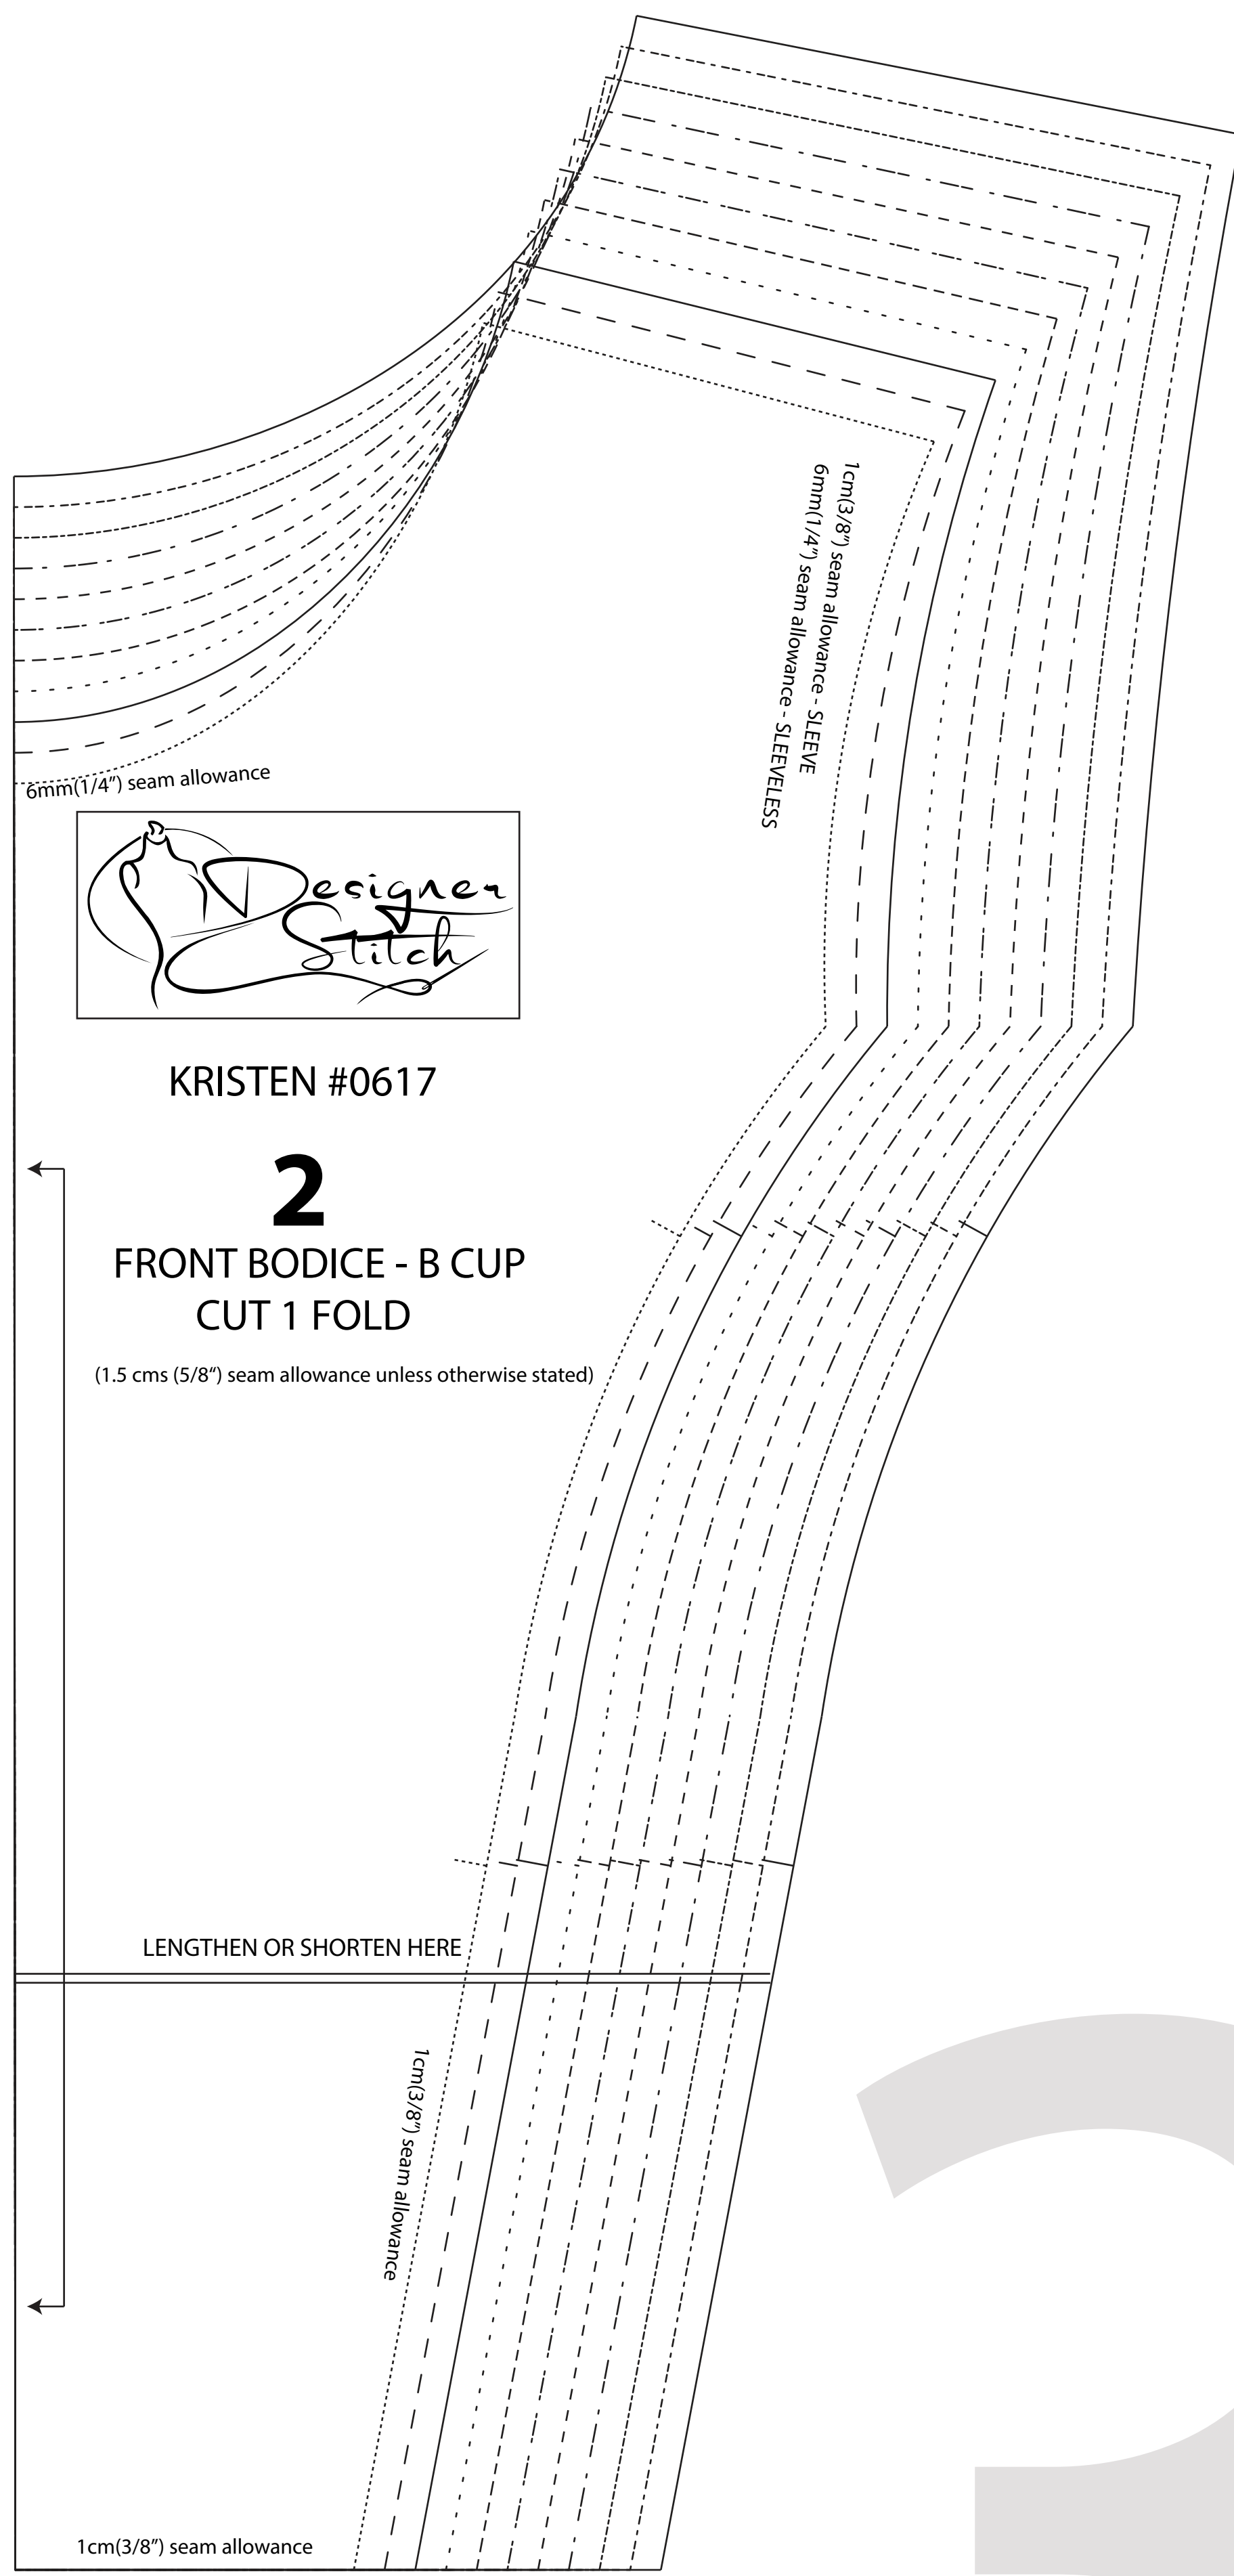 1cm(3/8") seam allowance - SLEEVE
6mm(1/4") seam allowance - SLEEVELESS
6mm(1/4") seam allowance
Designer
Stitch
KRISTEN #0617
2
FRONT BODICE - B CUP
CUT 1 FOLD
(1.5 cms (5/8") seam allowance unless otherwise stated)
LENGTHEN OR SHORTEN HERE
1cm(3/8") seam allowance
1cm(3/8") seam allowance